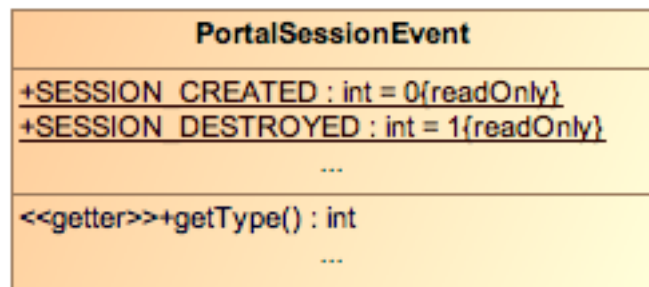 PortalSessionEvent
+SESSION_CREATED : int = 0{readOnly}
+SESSION_DESTROYED : int = 1{readOnly}
...
<<getter>>+getType() : int
...